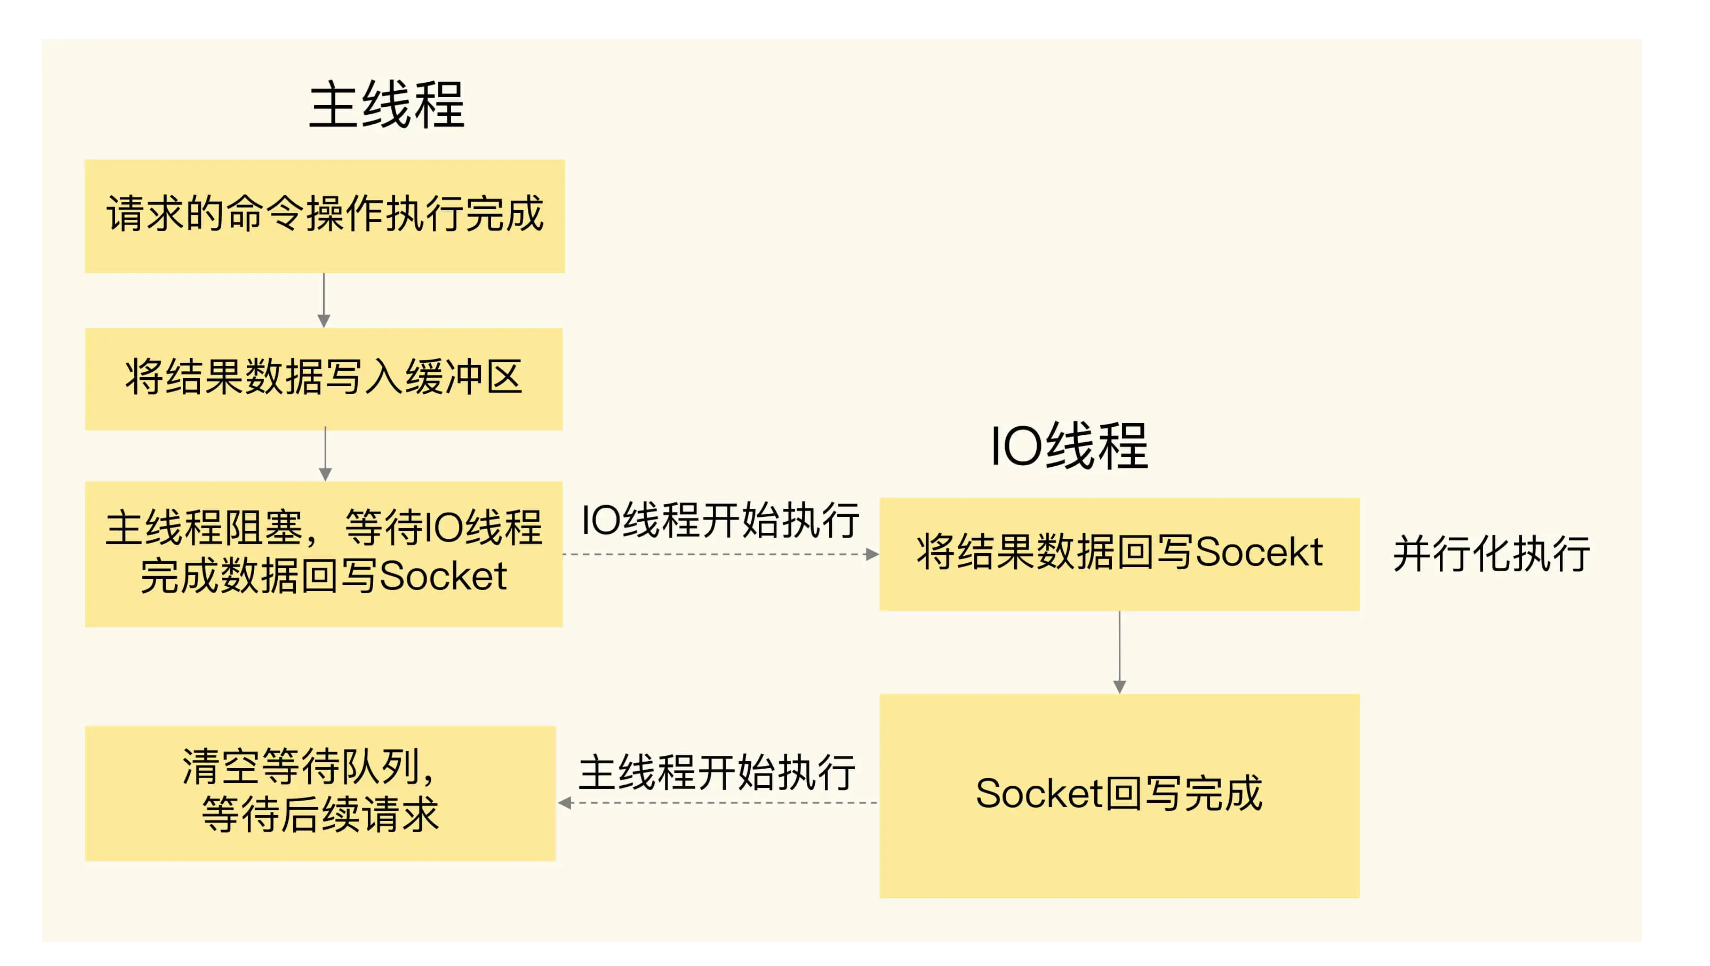 主线程
请求的命令操作执行完成
将结果数据写入缓冲区
主线程阻塞，等待IO线程
完成数据回写Socket
IO线程开始执行
IO线程
将结果数据回写Socekt
并行化执行
Socket回写完成
主线程开始执行
清空等待队列，
等待后续请求